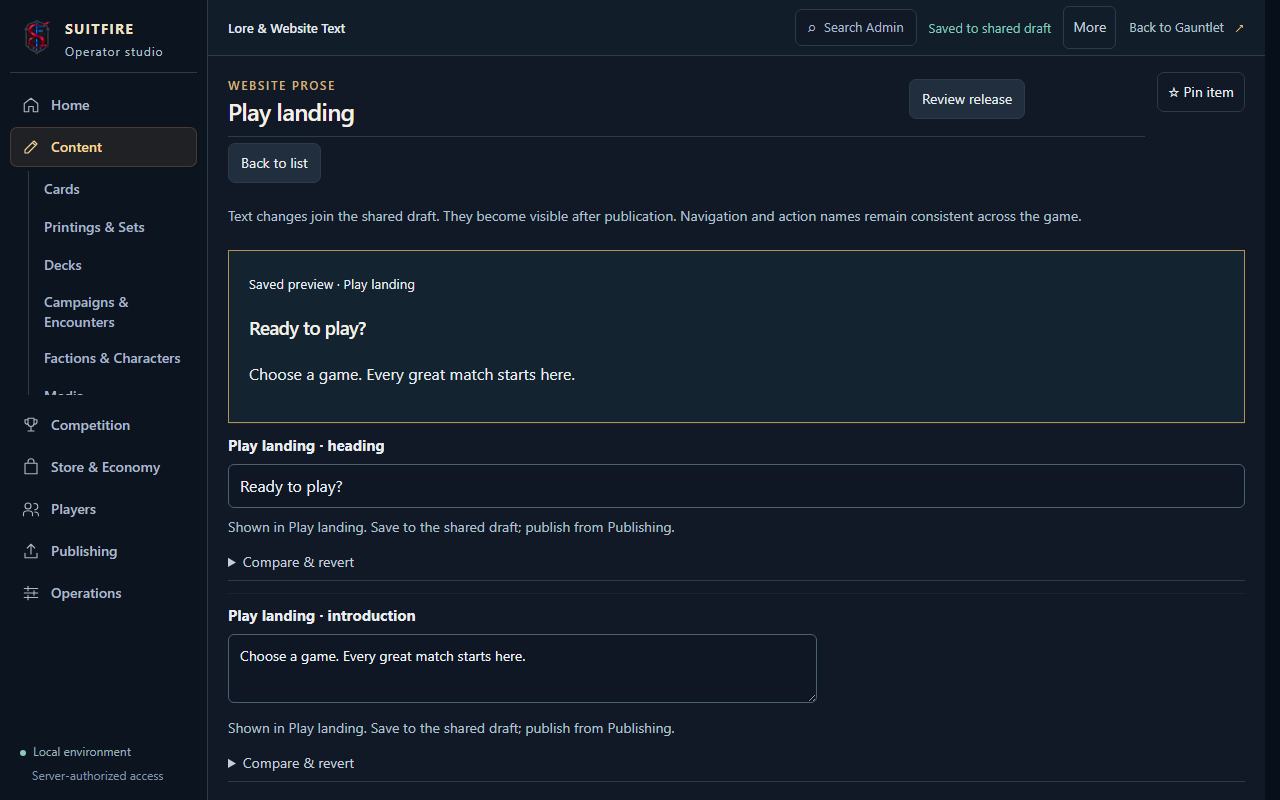 SUITFIRE
Operator studio
Home
Content
Cards
Printings & Sets
Decks
Campaigns &
Encounters
Factions & Characters
Media
Competition
Store & Economy
Players
Publishing
Operations
Local environment
Server-authorized access
Lore & Website Text
Search Admin
Saved to shared draft
More
Back to Gauntlet ↗
WEBSITE PROSE
Play landing
Review release
☆ Pin item
Back to list
Text changes join the shared draft. They become visible after publication. Navigation and action names remain consistent across the game.
Saved preview · Play landing
Ready to play?
Choose a game. Every great match starts here.
Play landing · heading
Ready to play?
Shown in Play landing. Save to the shared draft; publish from Publishing.
▶ Compare & revert
Play landing · introduction
Choose a game. Every great match starts here.
Shown in Play landing. Save to the shared draft; publish from Publishing.
▶ Compare & revert